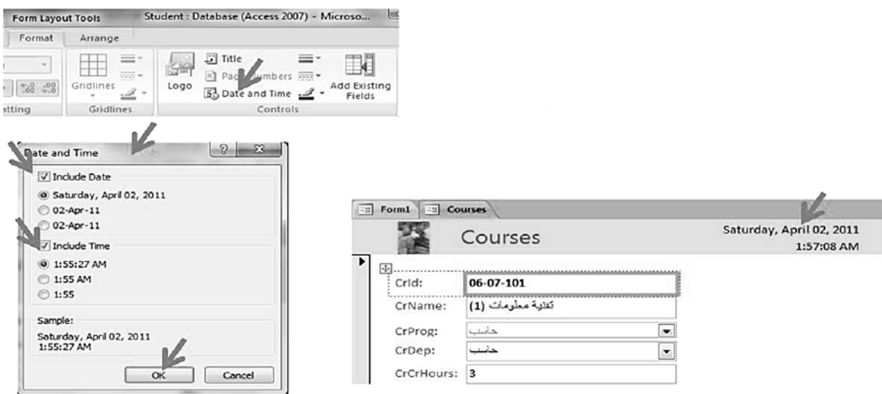 Form Layout Tools Student : Database (Access 2007) - Microso...
Format Arrange
Gridlines
Logo
Title
Page Numbers
Date and Time
Add Existing
Fields
atting Gridlines Controls
Date and Time
Include Date
Saturday, April 02, 2011
02-Apr-11
02-Apr-11
Include Time
1:55:27 AM
1:55 AM
1:55
Sample:
Saturday, April 02, 2011
1:55:27 AM
OK Cancel
Form1 Courses
Courses
Saturday, April 02, 2011
1:57:08 AM
CrId: 06-07-101
CrName: تقنية معلومات (1)
CrProg: حاسب
CrDep: حاسب
CrCrHours: 3